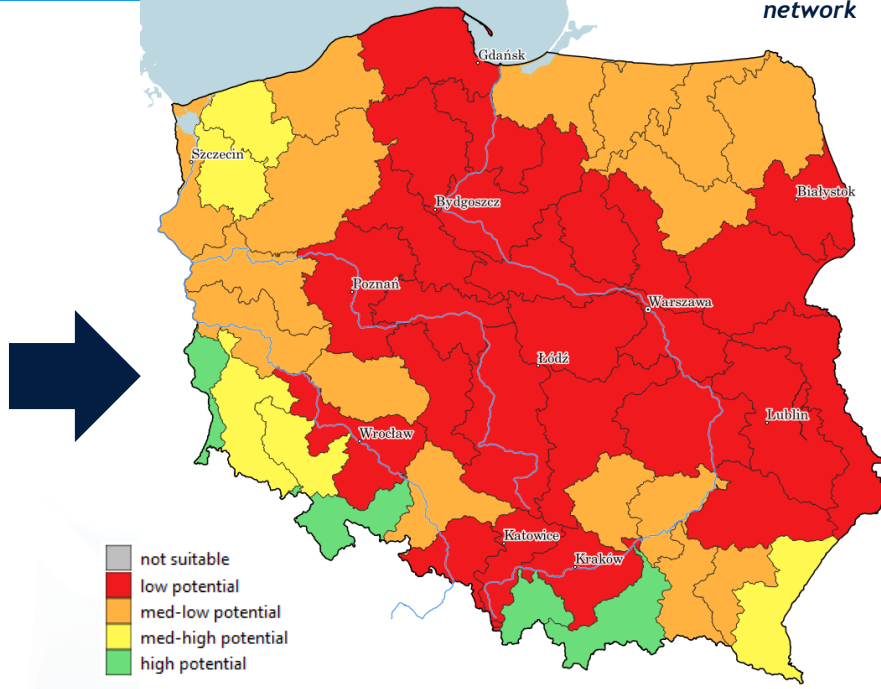 network
Gdańsk
Szczecin
Białystok
Bydgoszcz
Poznań
Warszawa
Łódź
Lublin
Wrocław
Katowice
Kraków
not suitable
low potential
med-low potential
med-high potential
high potential